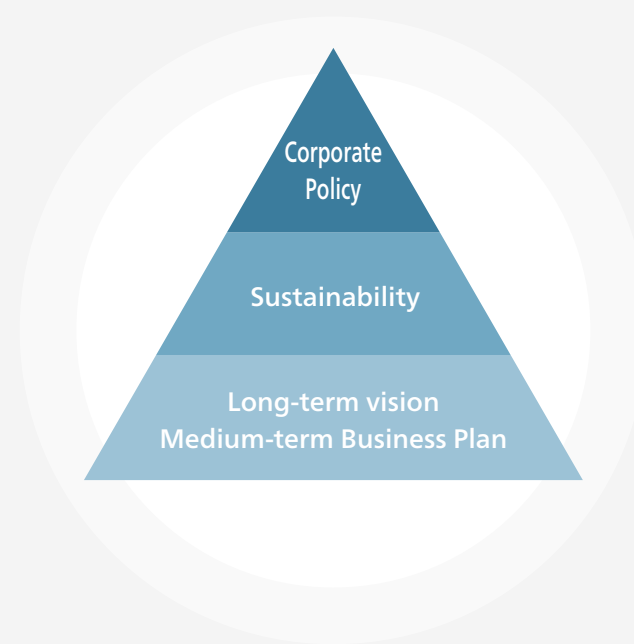 Corporate
Policy
Sustainability
Long-term vision
Medium-term Business Plan